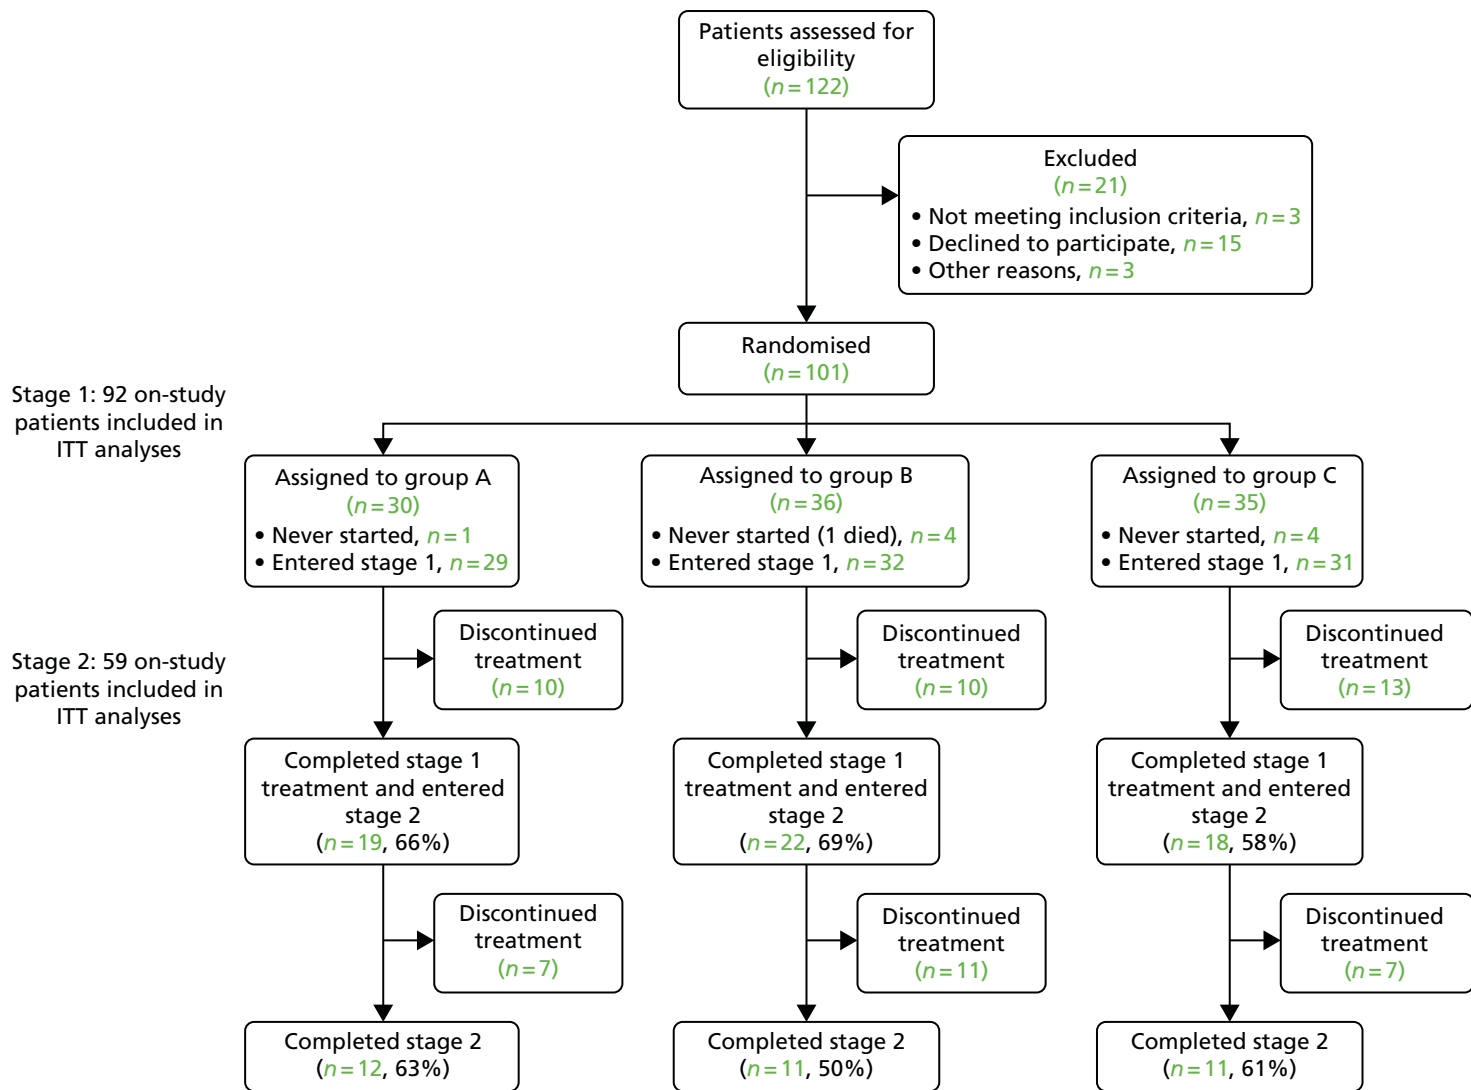 Patients assessed for
eligibility
(n=122)
Excluded
(n=21)
• Not meeting inclusion criteria, n=3
• Declined to participate, n=15
• Other reasons, n=3
Randomised
(n=101)
Stage 1: 92 on-study
patients included in
ITT analyses
Assigned to group A
(n=30)
• Never started, n=1
• Entered stage 1, n=29
Assigned to group B
(n=36)
• Never started (1 died), n=4
• Entered stage 1, n=32
Assigned to group C
(n=35)
• Never started, n=4
• Entered stage 1, n=31
Stage 2: 59 on-study
patients included in
ITT analyses
Discontinued
treatment
(n=10)
Discontinued
treatment
(n=10)
Discontinued
treatment
(n=13)
Completed stage 1
treatment and entered
stage 2
(n=19, 66%)
Completed stage 1
treatment and entered
stage 2
(n=22, 69%)
Completed stage 1
treatment and entered
stage 2
(n=18, 58%)
Discontinued
treatment
(n=7)
Discontinued
treatment
(n=11)
Discontinued
treatment
(n=7)
Completed stage 2
(n=12, 63%)
Completed stage 2
(n=11, 50%)
Completed stage 2
(n=11, 61%)